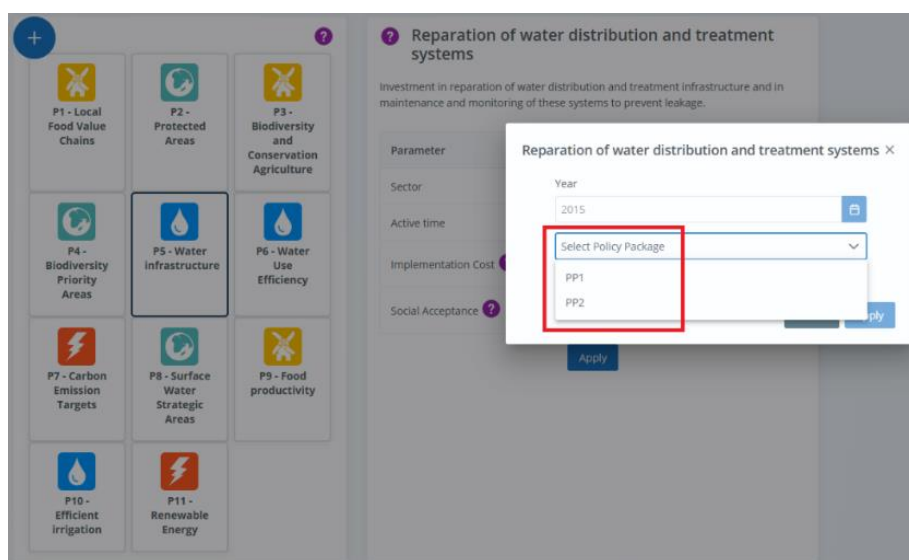 +
?
P1 - Local
Food Value
Chains
P2 -
Protected
Areas
P3 -
Biodiversity
and
Conservation
Agriculture
P4 -
Biodiversity
Priority
Areas
P5 - Water
infrastructure
P6 - Water
Use
Efficiency
P7 - Carbon
Emission
Targets
P8 - Surface
Water
Strategic
Areas
P9 - Food
productivity
P10 -
Efficient
irrigation
P11 -
Renewable
Energy
? Reparation of water distribution and treatment
systems
Investment in reparation of water distribution and treatment infrastructure and in
maintenance and monitoring of these systems to prevent leakage.
Parameter
Sector
Active time
Implementation Cost
Social Acceptance ?
Apply
Reparation of water distribution and treatment systems ×
Year
2015
Select Policy Package
PP1
PP2